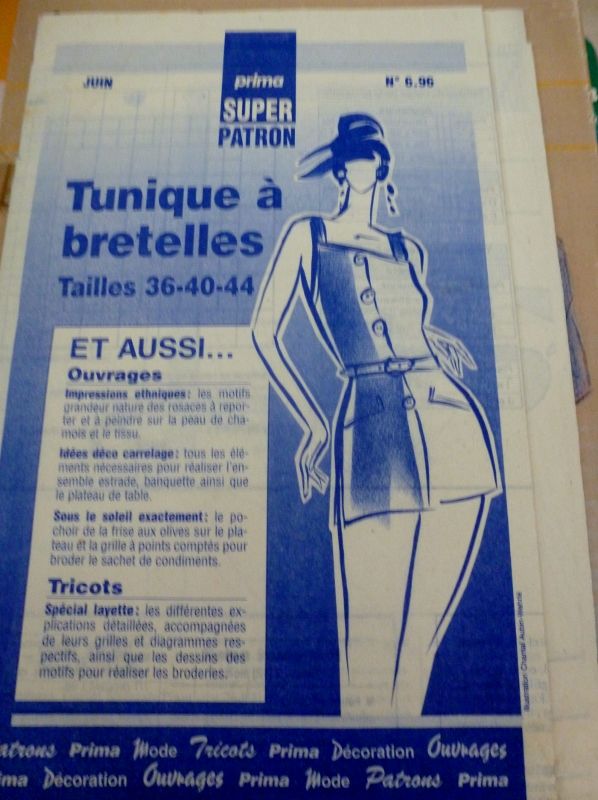 JUIN
prima
N° 6.96
SUPER
PATRON
Tunique à
bretelles
Tailles 36-40-44
ET AUSSI...
Ouvrages
Impressions ethniques: les motifs
grandeur nature des rosaces à repor-
ter et à peindre sur la peau de cha-
mois et le tissu.
Idées déco carrelage: tous les élé-
ments nécessaires pour réaliser l'en-
semble estrade, banquette ainsi que
le plateau de table.
Sous le soleil exactement: le po-
choir de la frise aux olives sur le pla-
teau ét la grille à points comptés pour
broder le sachet de condiments.
Tricots
Spécial layette: les différentes ex-
plications détaillées, accompagnées
de leurs grilles et diagrammes res-
pectifs, ainsi que les dessins des
motifs pour réaliser les broderies.
Illustration Chantal
atrons Prima Mode Tricots Prima Décoration Ouvrages
ima Décoration Ouvrages Prima Mode Patrons Prima